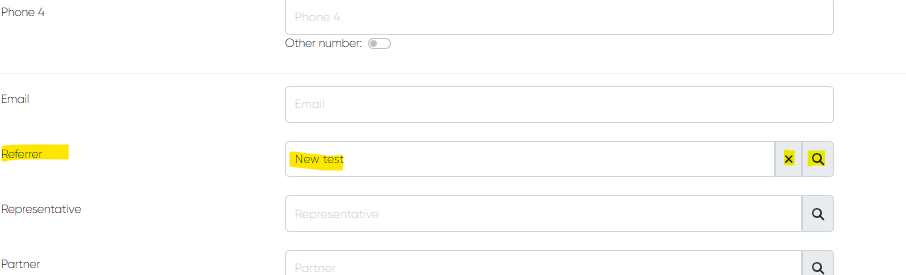 Phone 4
Phone 4
Other number:
Email
Email
Referrer
New test
Representative
Representative
Partner
Partner